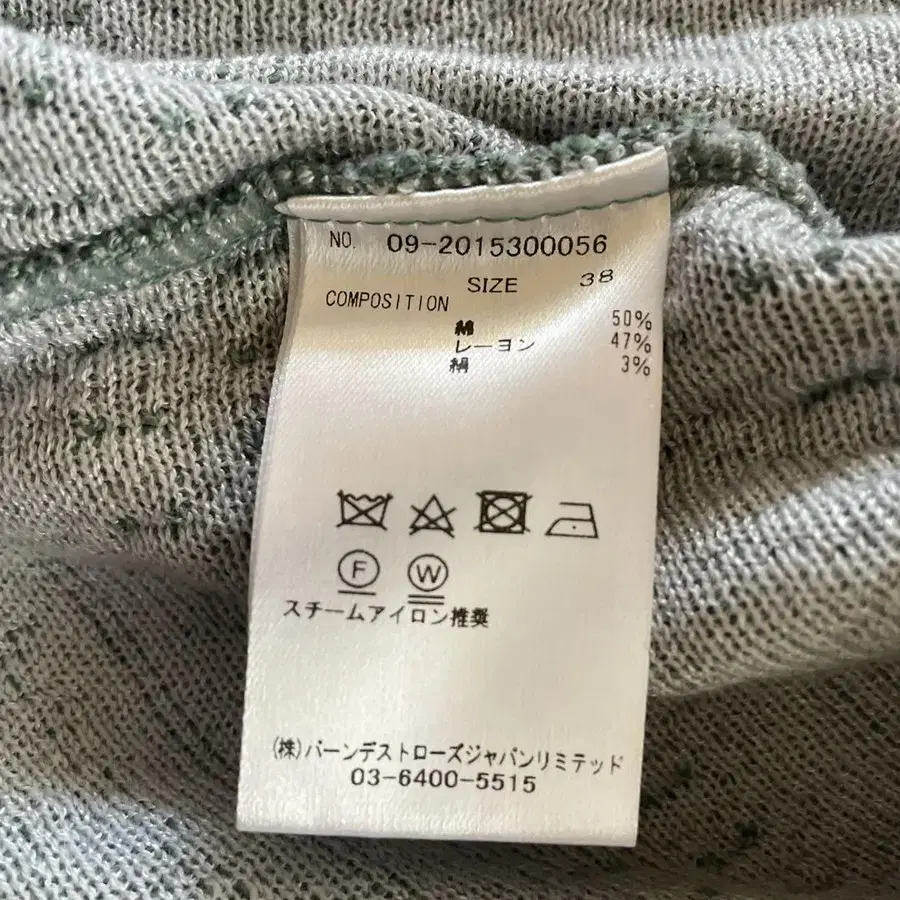 NO. 09-2015300056
SIZE 38
COMPOSITION
綿 50%
レーヨン 47%
絹 3%
F W
スチームアイロン推奨
(株)バーンデストローズジャパンリミテッド
03-6400-5515